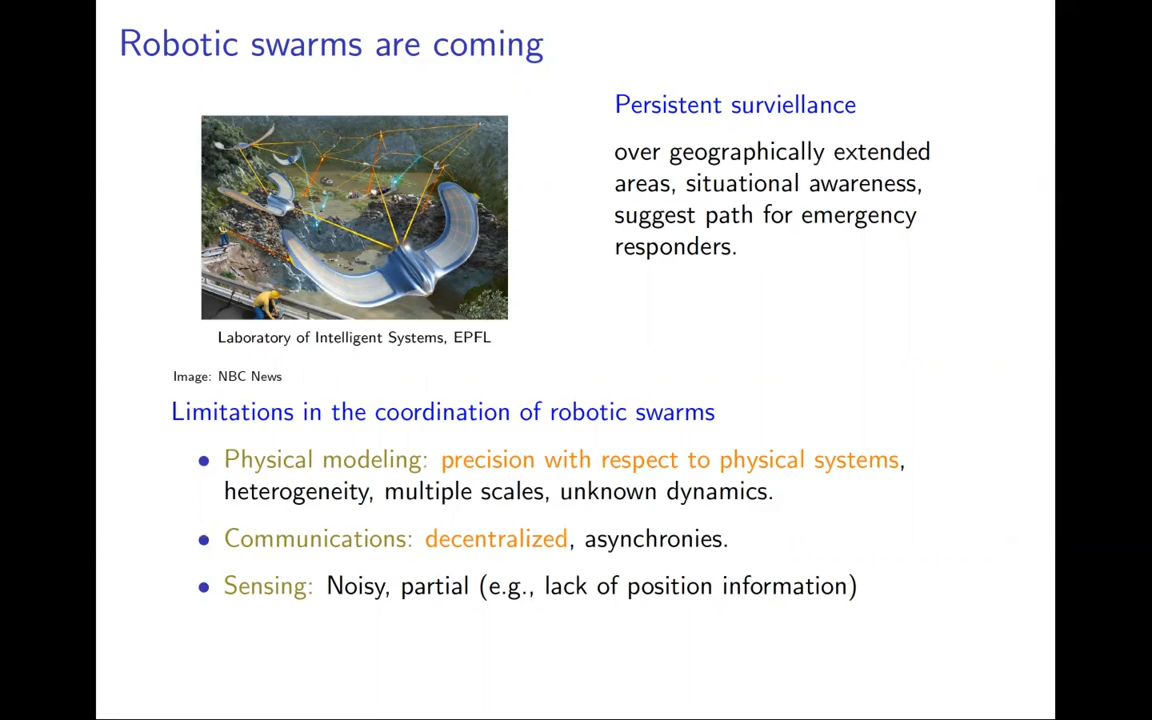 Robotic swarms are coming
Laboratory of Intelligent Systems, EPFL
Image: NBC News
Persistent surviellance
over geographically extended
areas, situational awareness,
suggest path for emergency
responders.
Limitations in the coordination of robotic swarms
• Physical modeling: precision with respect to physical systems,
heterogeneity, multiple scales, unknown dynamics.
• Communications: decentralized, asynchronies.
• Sensing: Noisy, partial (e.g., lack of position information)